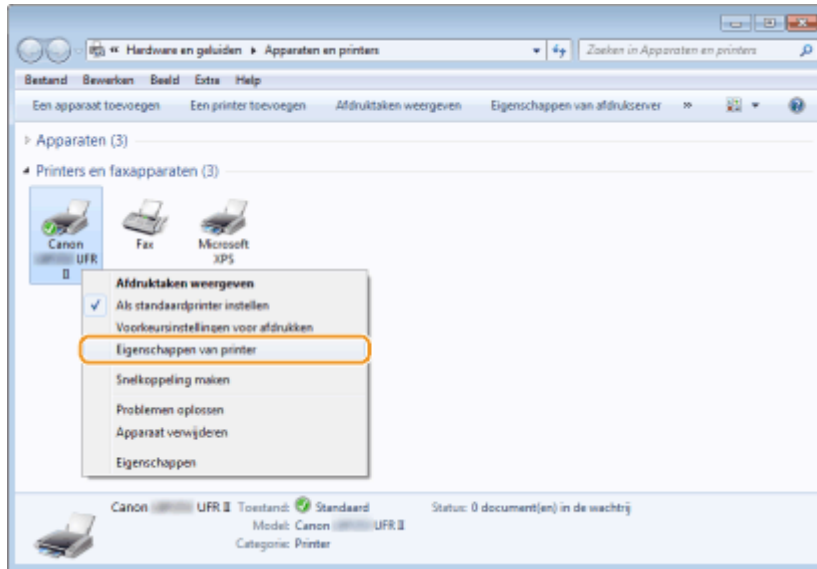 « Hardware en geluiden ▸ Apparaten en printers
Zoeken in Apparaten en printers
Bestand Bewerken Beeld Extra Help
Een apparaat toevoegen Een printer toevoegen Afdruktaken weergeven Eigenschappen van afdrukserver »
Apparaten (3)
Printers en faxapparaten (3)
Canon
UFR
II
Fax
Microsoft
XPS
Afdruktaken weergeven
Als standaardprinter instellen
Voorkeursinstellingen voor afdrukken
Eigenschappen van printer
Snelkoppeling maken
Problemen oplossen
Apparaat verwijderen
Eigenschappen
Canon UFR II Toestand: Standaard Status: 0 document(en) in de wachtrij
Model: Canon UFR II
Categorie: Printer